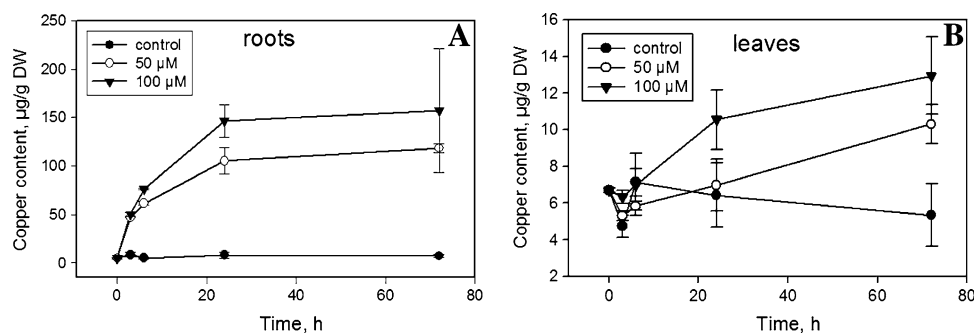 A
roots
control
50 µM
100 µM
Copper content, µg/g DW
250
200
150
100
50
0
0 20 40 60 80
Time, h
B
leaves
control
50 µM
100 µM
Copper content, µg/g DW
16
14
12
10
8
6
4
2
0 20 40 60 80
Time, h